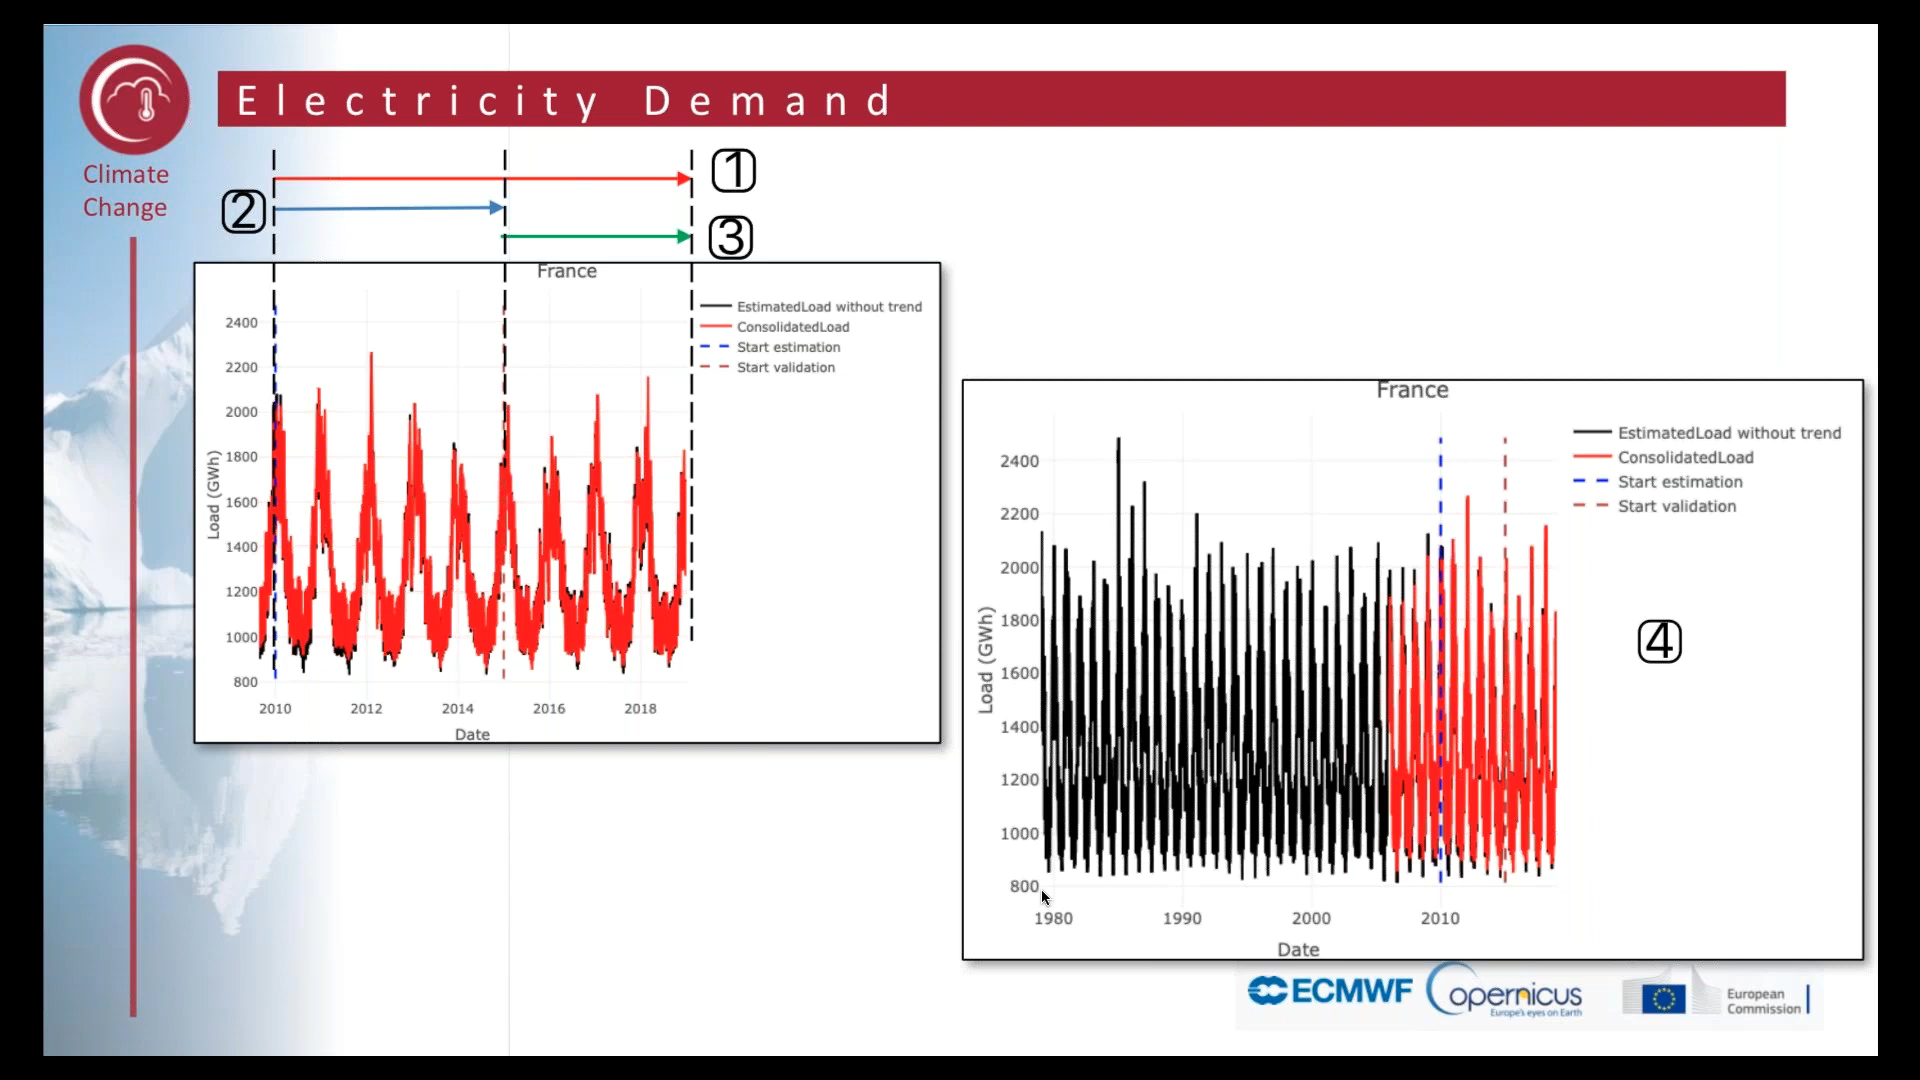 Electricity Demand
Climate
Change
1
2
3
France
EstimatedLoad without trend
ConsolidatedLoad
Start estimation
Start validation
2400
2200
2000
1800
1600
1400
1200
1000
800
Load (GWh)
2010 2012 2014 2016 2018
Date
France
EstimatedLoad without trend
ConsolidatedLoad
Start estimation
Start validation
2400
2200
2000
1800
1600
1400
1200
1000
800
Load (GWh)
1980 1990 2000 2010
Date
4
ECMWF
Copernicus
Europe's eyes on Earth
European
Commission